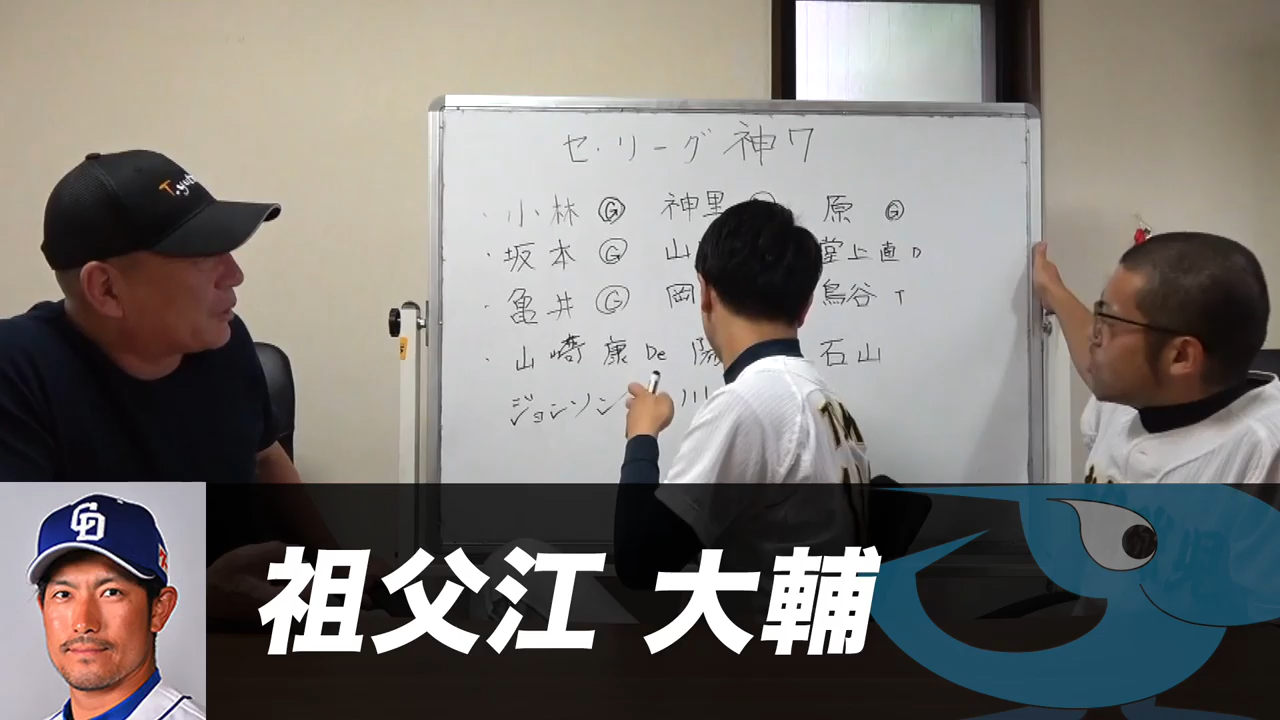 セ・リーグ 神7
・小林 Ⓖ 神里 原 Ⓖ
・坂本 Ⓖ 山 堂上直 D
・亀井 Ⓖ 岡 鳥谷 T
・山崎康 De 陽 石山
ジョンソン 川
祖父江 大輔